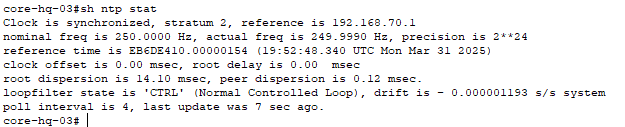 core-hq-03#sh ntp stat
Clock is synchronized, stratum 2, reference is 192.168.70.1
nominal freq is 250.0000 Hz, actual freq is 249.9990 Hz, precision is 2**24
reference time is EB6DE410.00000154 (19:52:48.340 UTC Mon Mar 31 2025)
clock offset is 0.00 msec, root delay is 0.00  msec
root dispersion is 14.10 msec, peer dispersion is 0.12 msec.
loopfilter state is 'CTRL' (Normal Controlled Loop), drift is - 0.000001193 s/s system
poll interval is 4, last update was 7 sec ago.
core-hq-03#